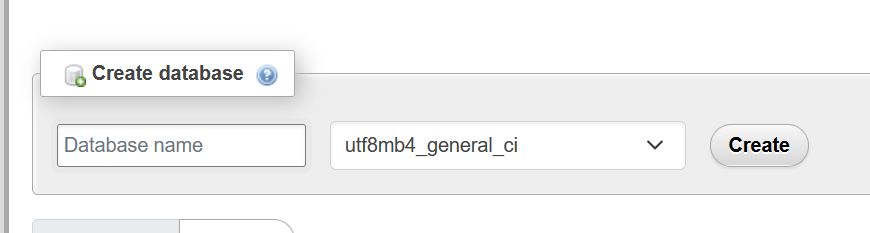 Create database
Database name
utf8mb4_general_ci
Create